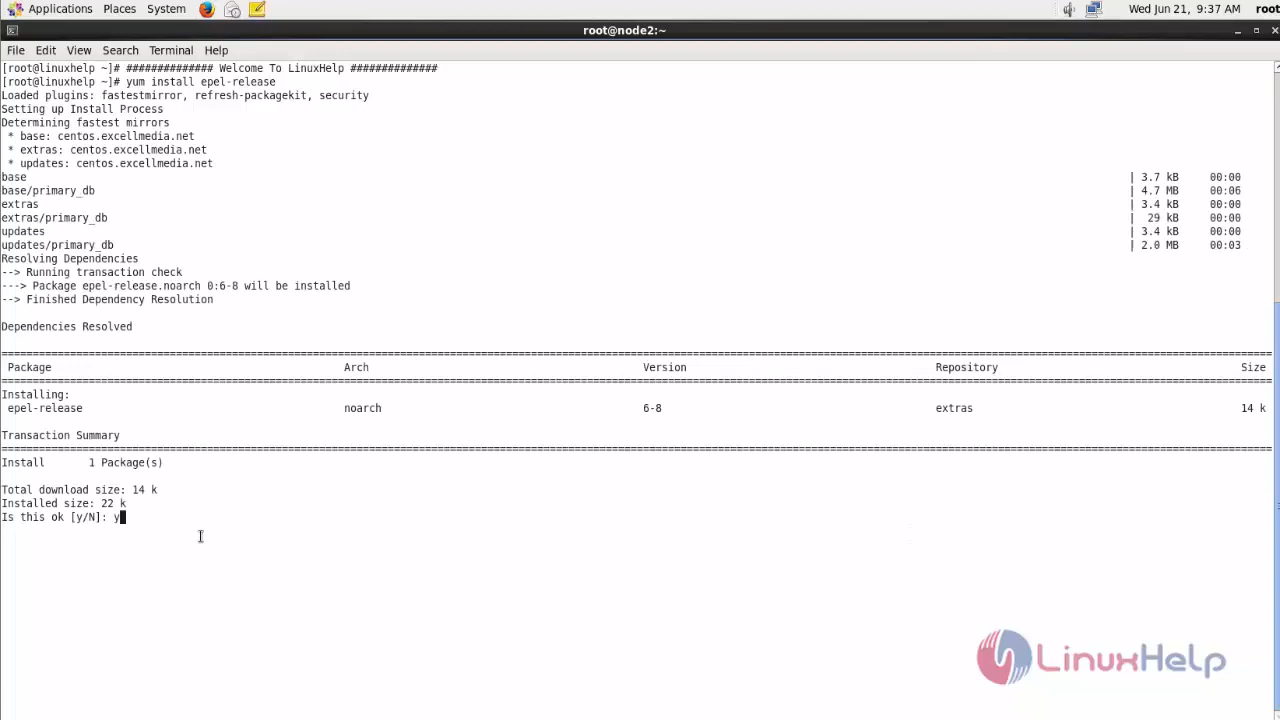 Applications Places System Wed Jun 21, 9:37 AM root
root@node2:~
File Edit View Search Terminal Help
[root@linuxhelp ~]# ############## Welcome To LinuxHelp ##############
[root@linuxhelp ~]# yum install epel-release
Loaded plugins: fastestmirror, refresh-packagekit, security
Setting up Install Process
Determining fastest mirrors
* base: centos.excellmedia.net
* extras: centos.excellmedia.net
* updates: centos.excellmedia.net
base | 3.7 kB 00:00
base/primary_db | 4.7 MB 00:06
extras | 3.4 kB 00:00
extras/primary_db | 29 kB 00:00
updates | 3.4 kB 00:00
updates/primary_db | 2.0 MB 00:03
Resolving Dependencies
--> Running transaction check
---> Package epel-release.noarch 0:6-8 will be installed
--> Finished Dependency Resolution
Dependencies Resolved
Package Arch Version Repository Size
Installing:
epel-release noarch 6-8 extras 14 k
Transaction Summary
Install 1 Package(s)
Total download size: 14 k
Installed size: 22 k
Is this ok [y/N]: y
LinuxHelp